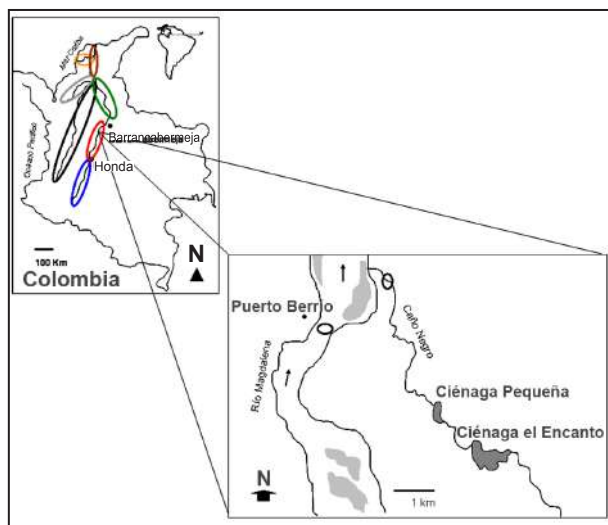 Mar Caribe
Océano Pacífico
Barrancabermeja
Honda
100 Km
N
Colombia
Puerto Berrío
Caño Negro
Río Magdalena
Ciénaga Pequeña
Ciénaga el Encanto
N
1 km